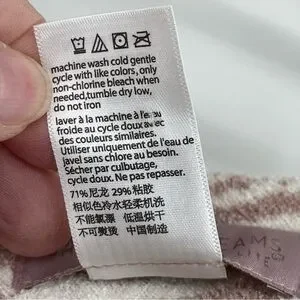 machine wash cold gentle
cycle with like colors, only
non-chlorine bleach when
needed, tumble dry low,
do not iron
laver à la machine à l'eau
froide au cycle doux avec
des couleurs similaires.
Utiliser uniquement de l'eau de
javel sans chlore au besoin.
Sécher par culbutage,
cycle doux. Ne pas repasser.
71% 尼龙 29% 粘胶
相似色冷水轻柔机洗
不能氯漂 低温烘干
不可熨烫 中国制造